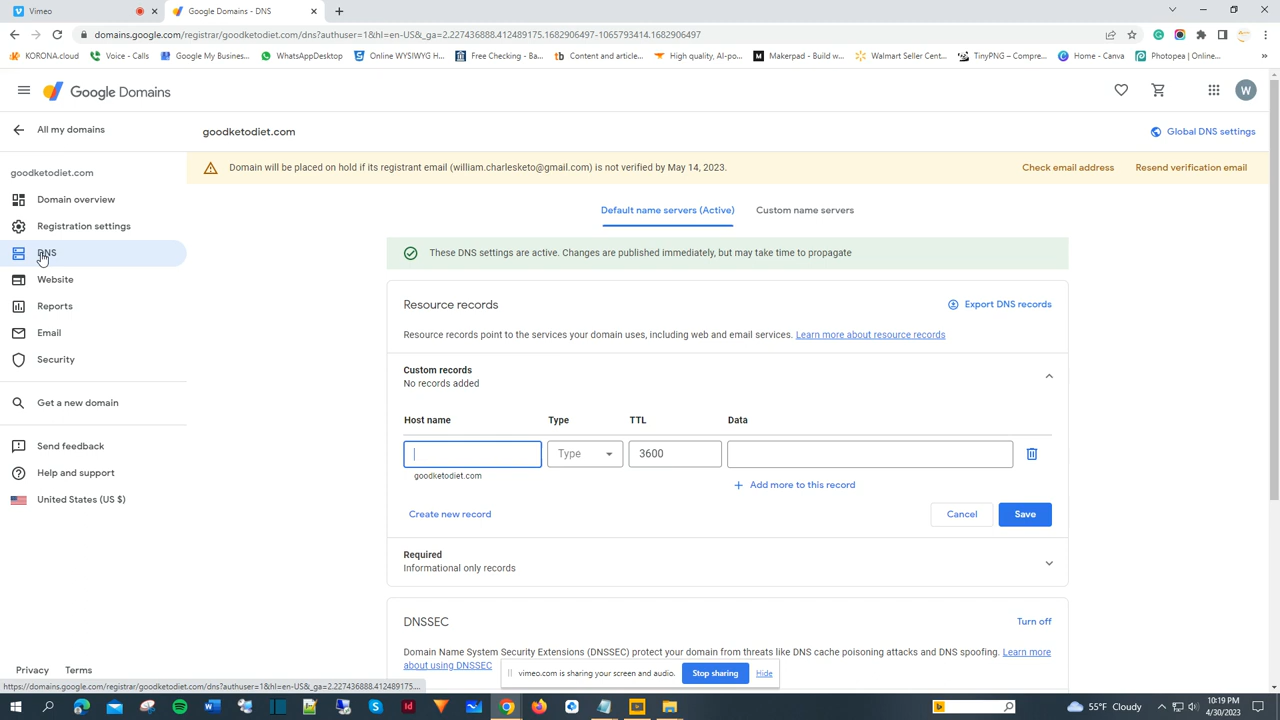 Vimeo
Google Domains - DNS
domains.google.com/registrar/goodketodiet.com/dns?authuser=1&hl=en-US&_ga=2.227436888.412489175.1682906497-1065793414.1682906497
KORONA.cloud
Voice - Calls
Google My Busines...
WhatsAppDesktop
Online WYSIWYG H...
Free Checking - Ba...
Content and article...
High quality, AI-po...
Makerpad - Build w...
Walmart Seller Cent...
TinyPNG – Compre...
Home - Canva
Photopea | Online...
Google Domains
W
All my domains
goodketodiet.com
Global DNS settings
goodketodiet.com
Domain will be placed on hold if its registrant email (william.charlesketo@gmail.com) is not verified by May 14, 2023.
Check email address
Resend verification email
Domain overview
Registration settings
DNS
Website
Reports
Email
Security
Get a new domain
Send feedback
Help and support
United States (US $)
Privacy
Terms
Default name servers (Active)
Custom name servers
These DNS settings are active. Changes are published immediately, but may take time to propagate
Resource records
Export DNS records
Resource records point to the services your domain uses, including web and email services. Learn more about resource records
Custom records
No records added
Host name
Type
TTL
Data
Type
3600
goodketodiet.com
Add more to this record
Create new record
Cancel
Save
Required
Informational only records
DNSSEC
Turn off
Domain Name System Security Extensions (DNSSEC) protect your domain from threats like DNS cache poisoning attacks and DNS spoofing. Learn more
about using DNSSEC
vimeo.com is sharing your screen and audio.
Stop sharing
Hide
https://domains.google.com/registrar/goodketodiet.com/dns?authuser=1&hl=en-US&_ga=2.227436888.412489175....
55°F Cloudy
10:19 PM
4/30/2023